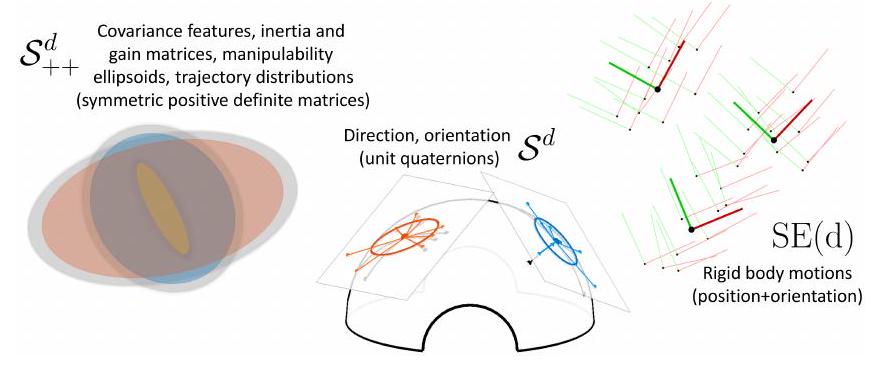 S^d_++
Covariance features, inertia and
gain matrices, manipulability
ellipsoids, trajectory distributions
(symmetric positive definite matrices)
Direction, orientation
(unit quaternions)
S^d
SE(d)
Rigid body motions
(position+orientation)